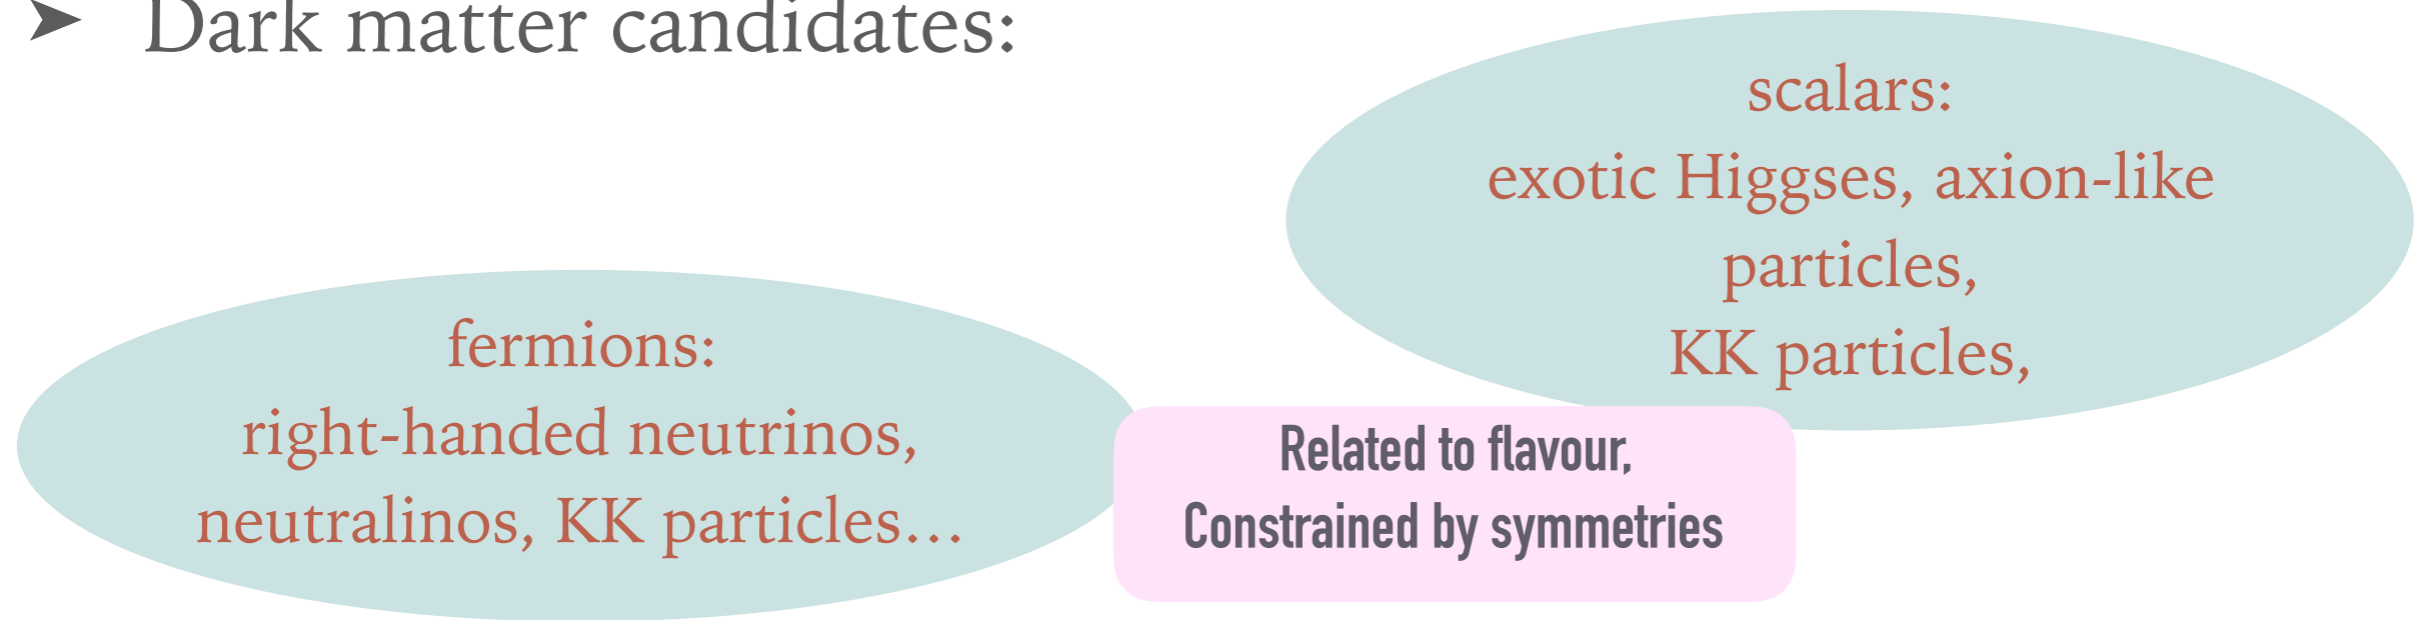 ➤ Dark matter candidates:
scalars:
exotic Higgses, axion-like
particles,
KK particles,
fermions:
right-handed neutrinos,
neutralinos, KK particles…
Related to flavour,
Constrained by symmetries